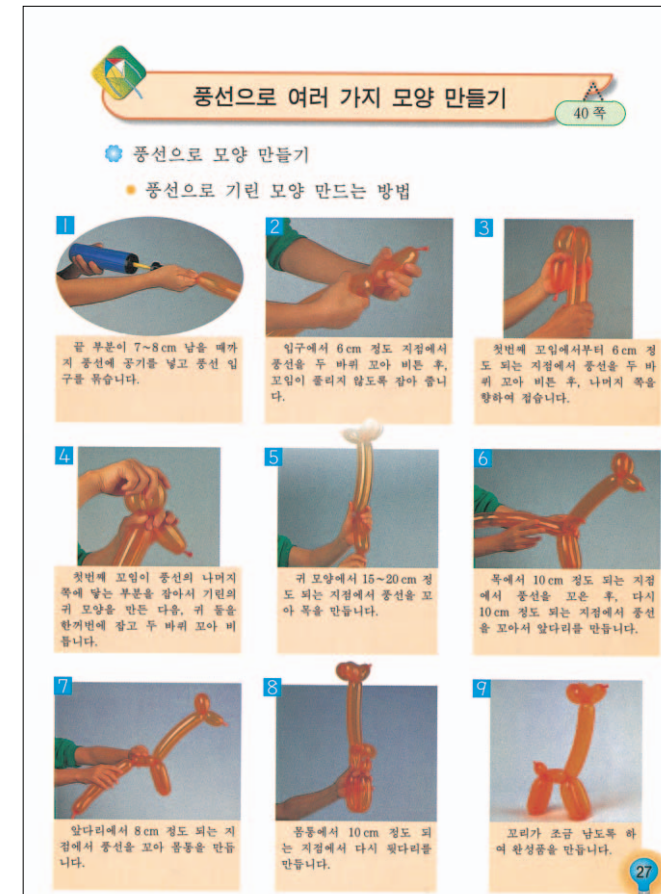 풍선으로 여러 가지 모양 만들기
40 쪽
풍선으로 모양 만들기
풍선으로 기린 모양 만드는 방법
1
끝 부분이 7~8 cm 남을 때까
지 풍선에 공기를 넣고 풍선 입
구를 묶습니다.
2
입구에서 6 cm 정도 지점에서
풍선을 두 바퀴 꼬아 비튼 후,
꼬임이 풀리지 않도록 잡아 줍니
다.
3
첫번째 꼬임에서부터 6 cm 정
도 되는 지점에서 풍선을 두 바
퀴 꼬아 비튼 후, 나머지 쪽을
향하여 접습니다.
4
첫번째 꼬임이 풍선의 나머지
쪽에 닿는 부분을 잡아서 기린의
귀 모양을 만든 다음, 귀 둘을
한꺼번에 잡고 두 바퀴 꼬아 비
틉니다.
5
귀 모양에서 15~20 cm 정
도 되는 지점에서 풍선을 꼬
아 목을 만듭니다.
6
목에서 10 cm 정도 되는 지점
에서 풍선을 꼬은 후, 다시
10 cm 정도 되는 지점에서 풍선
을 꼬아서 앞다리를 만듭니다.
7
앞다리에서 8 cm 정도 되는 지
점에서 풍선을 꼬아 몸통을 만듭
니다.
8
몸통에서 10 cm 정도 되
는 지점에서 다시 뒷다리를
만듭니다.
9
꼬리가 조금 남도록 하
여 완성품을 만듭니다.
27